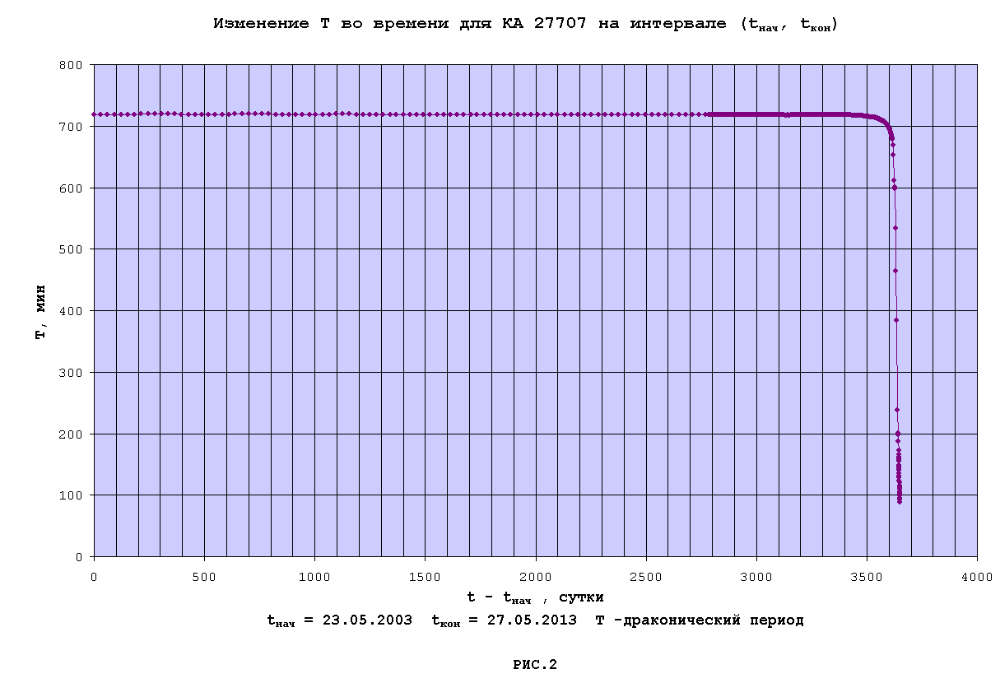 Изменение T во времени для КА 27707 на интервале (tнач, tкон)
800
700
600
500
400
300
200
100
0
T, мин
0 500 1000 1500 2000 2500 3000 3500 4000
t - tнач , сутки
tнач = 23.05.2003 tкон = 27.05.2013 T -драконический период
РИС.2